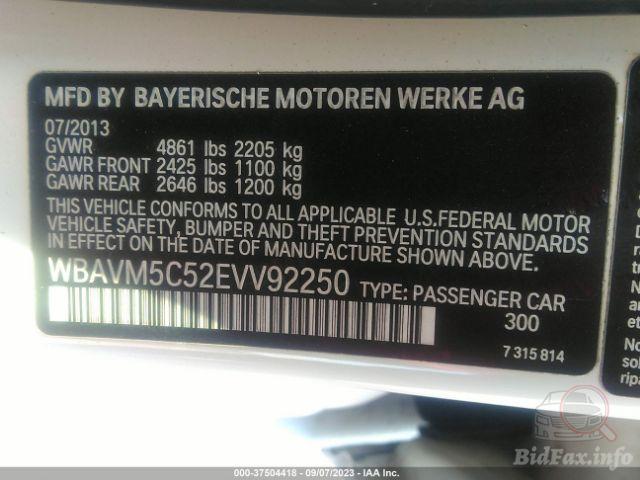 MFD BY BAYERISCHE MOTOREN WERKE AG
07/2013
GVWR 4861 lbs 2205 kg
GAWR FRONT 2425 lbs 1100 kg
GAWR REAR 2646 lbs 1200 kg
THIS VEHICLE CONFORMS TO ALL APPLICABLE U.S.FEDERAL MOTOR
VEHICLE SAFETY, BUMPER AND THEFT PREVENTION STANDARDS
IN EFFECT ON THE DATE OF MANUFACTURE SHOWN ABOVE.
WBAVM5C52EVV92250 TYPE: PASSENGER CAR
300
7 315 814
No
sol
ripa
BidFax.info
000-37504418 - 09/07/2023 - IAA Inc.